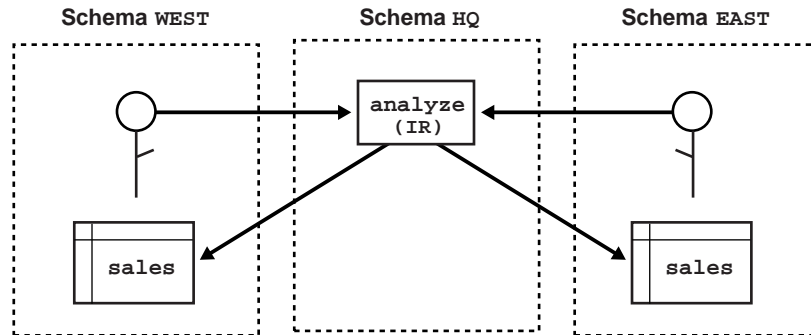 Schema WEST
Schema HQ
Schema EAST
analyze
(IR)
sales
sales